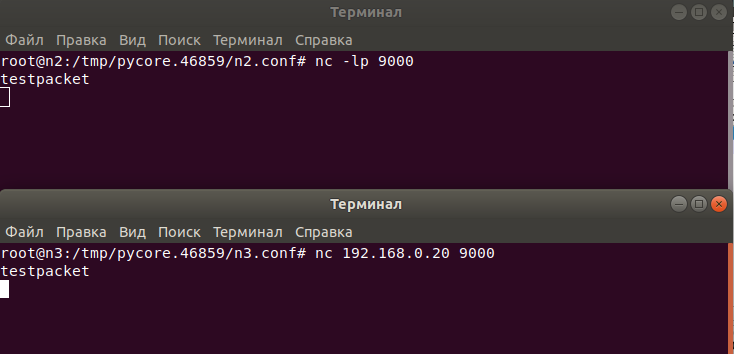 Терминал
Файл Правка Вид Поиск Терминал Справка
root@n2:/tmp/pycore.46859/n2.conf# nc -lp 9000
testpacket
Терминал
Файл Правка Вид Поиск Терминал Справка
root@n3:/tmp/pycore.46859/n3.conf# nc 192.168.0.20 9000
testpacket